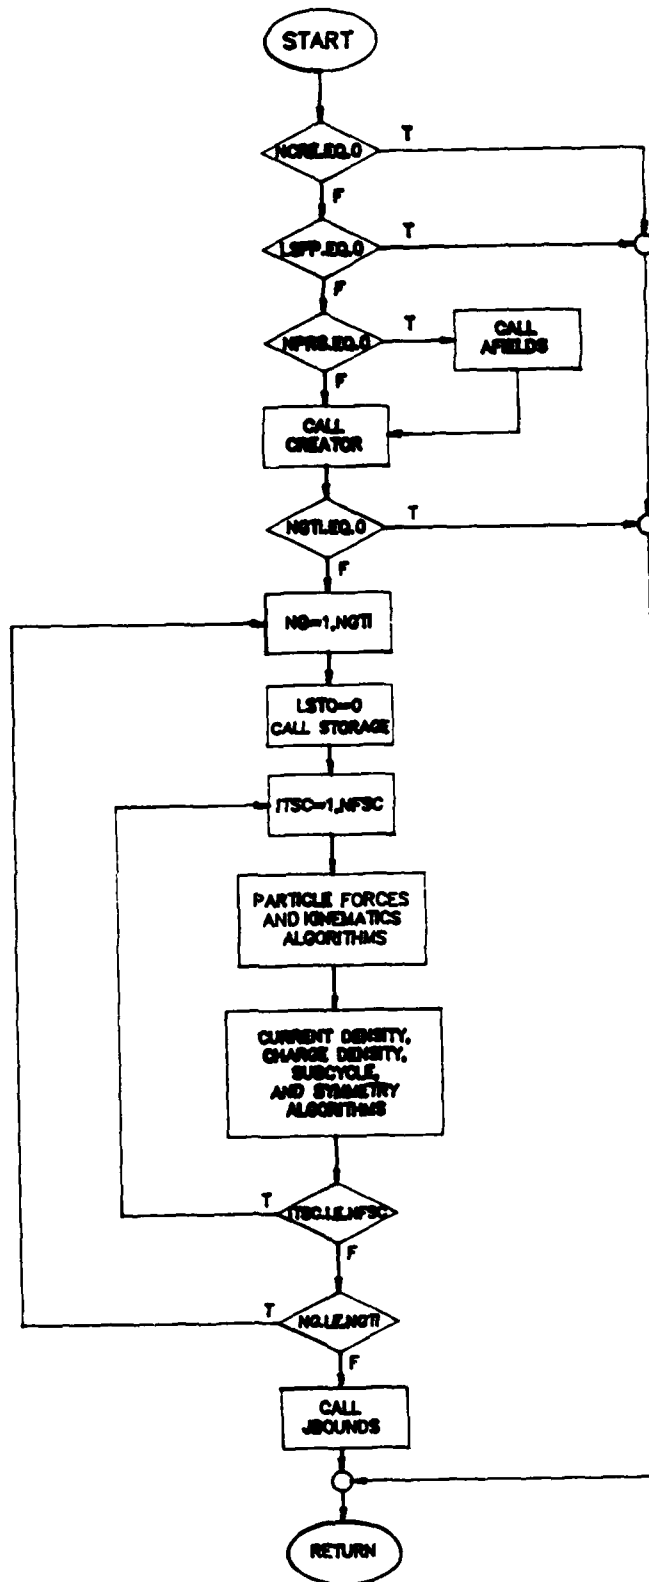 START
NCRE.EQ.0
T
F
LSFP.EQ.0
T
F
NPRS.EQ.0
T
CALL
AFIELDS
F
CALL
CREATOR
NGTI.EQ.0
T
F
NG=1,NGTI
LSTO=0
CALL STORAGE
ITSC=1,NFSC
PARTICLE FORCES
AND KINEMATICS
ALGORITHMS
CURRENT DENSITY,
CHARGE DENSITY,
SUBCYCLE,
AND SYMMETRY
ALGORITHMS
T
ITSC.LE.NFSC
F
T
NG.LE.NGTI
F
CALL
JBOUNDS
RETURN